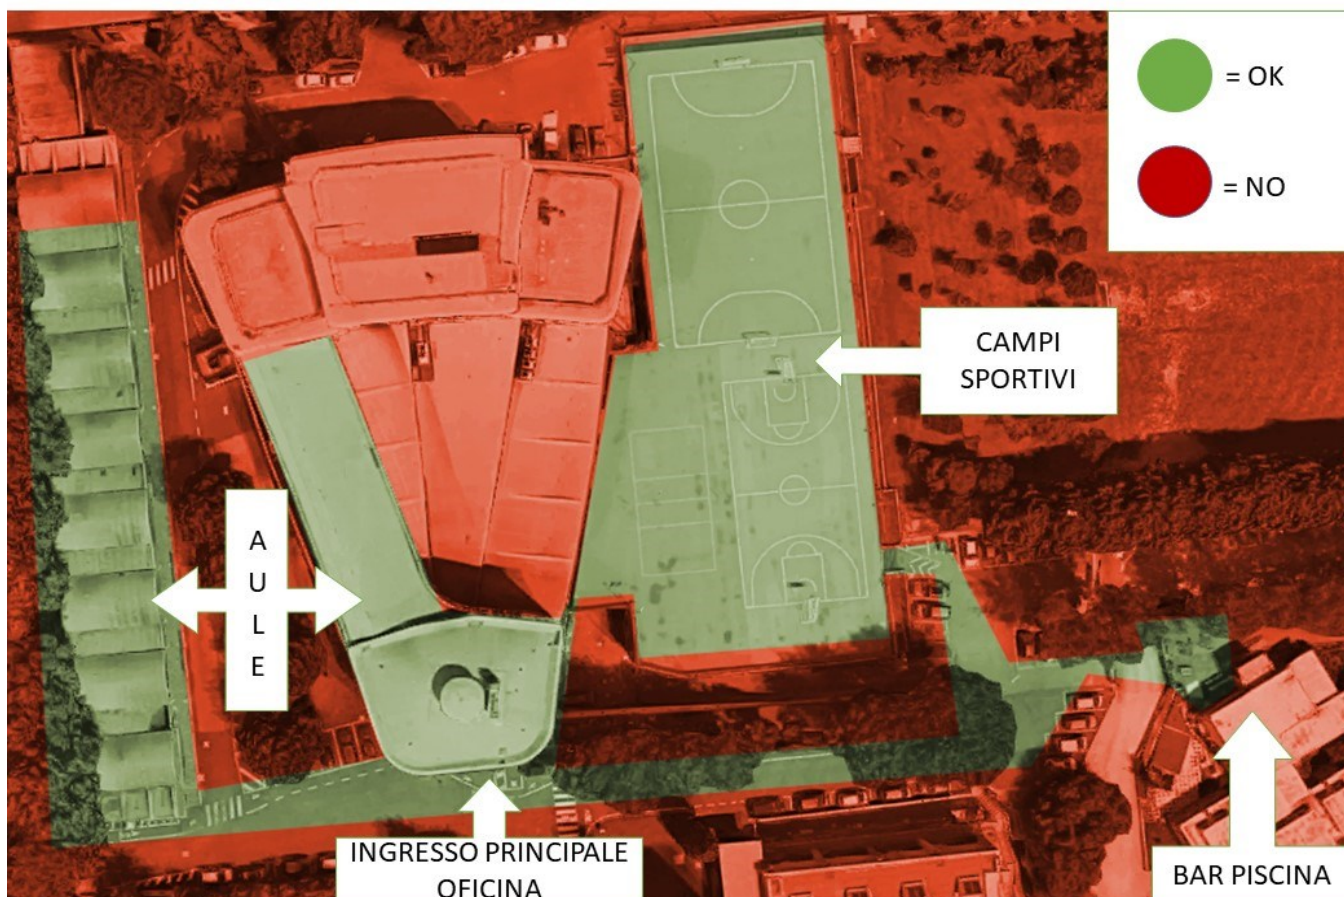 = OK
= NO
CAMPI
SPORTIVI
A
U
L
E
INGRESSO PRINCIPALE
OFICINA
BAR PISCINA